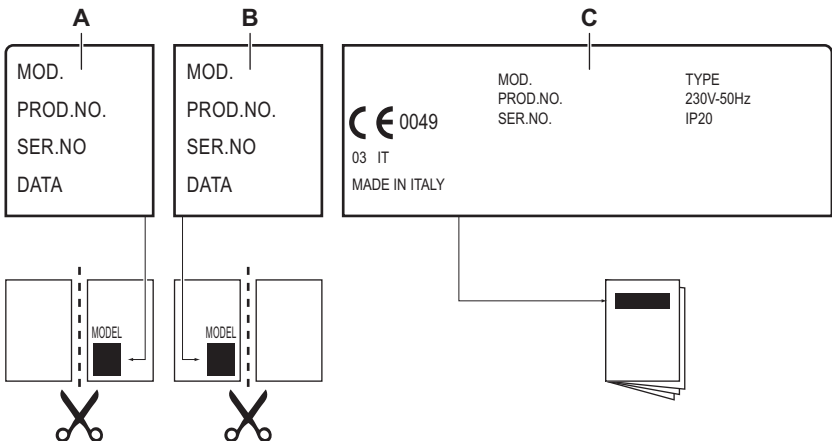 A
B
C
MOD.
PROD.NO.
SER.NO
DATA
MOD.
PROD.NO.
SER.NO
DATA
MOD.
PROD.NO.
SER.NO.
TYPE
230V-50Hz
IP20
CE 0049
03 IT
MADE IN ITALY
MODEL
MODEL